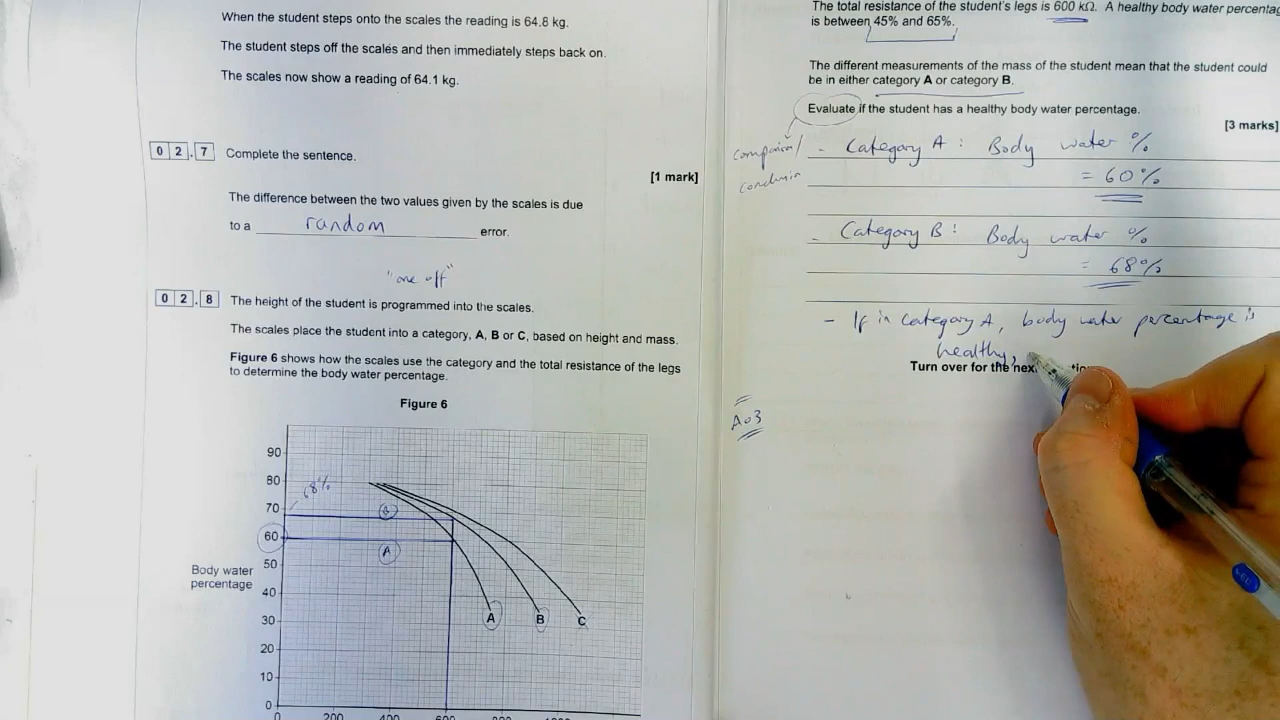 When the student steps onto the scales the reading is 64.8 kg.
The student steps off the scales and then immediately steps back on.
The scales now show a reading of 64.1 kg.
0 2 . 7 Complete the sentence.
[1 mark]
The difference between the two values given by the scales is due
to a random error.
"one off"
0 2 . 8 The height of the student is programmed into the scales.
The scales place the student into a category, A, B or C, based on height and mass.
Figure 6 shows how the scales use the category and the total resistance of the legs
to determine the body water percentage.
Figure 6
90
80
68%
70
B
60
A
50
Body water
percentage
40
30
A B C
20
10
0
0 200 400 600 800 1000
The total resistance of the student's legs is 600 kΩ. A healthy body water
is between 45% and 65%.
The different measurements of the mass of the student mean that the student could
be in either category A or category B.
Evaluate if the student has a healthy body water percentage.
[3 marks]
comparison/
conclusion
- Category A : Body water %
= 60%
- Category B : Body water %
= 68%
- If in category A, body water percentage is
healthy,
Turn over for the
AO3